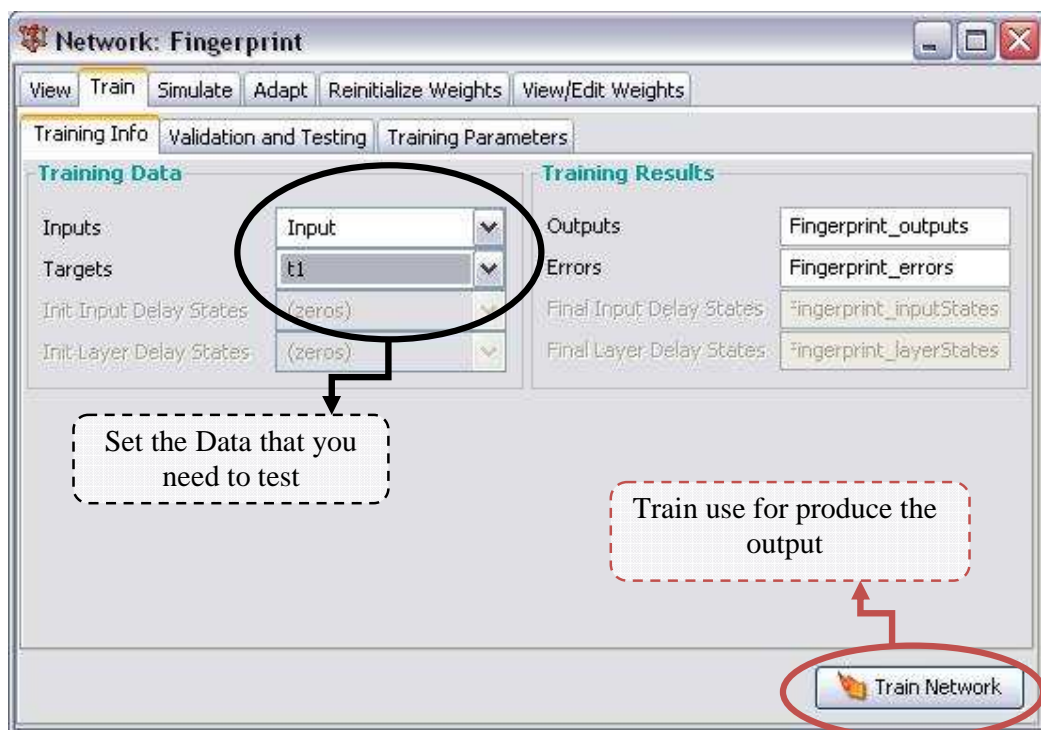 Network: Fingerprint
View Train Simulate Adapt Reinitialize Weights View/Edit Weights
Training Info Validation and Testing Training Parameters
Training Data
Inputs Input
Targets t1
Init Input Delay States (zeros)
Init Layer Delay States (zeros)
Training Results
Outputs Fingerprint_outputs
Errors Fingerprint_errors
Final Input Delay States Fingerprint_inputStates
Final Layer Delay States Fingerprint_layerStates
Set the Data that you
need to test
Train use for produce the
output
Train Network